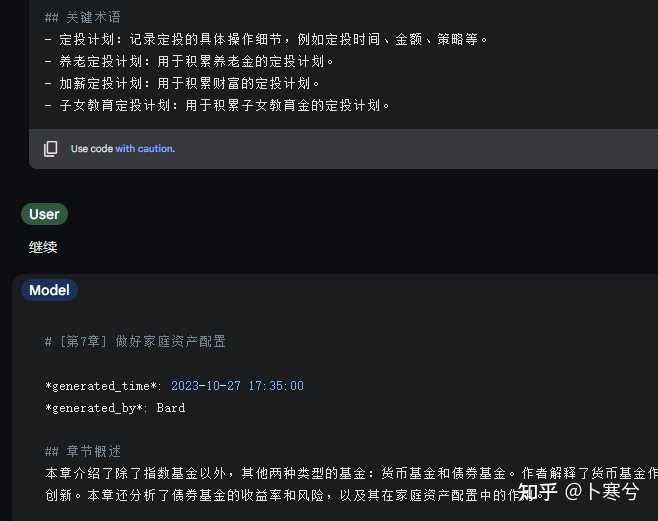 ## 关键术语
- 定投计划：记录定投的具体操作细节，例如定投时间、金额、策略等。
- 养老定投计划：用于积累养老金的定投计划。
- 加薪定投计划：用于积累财富的定投计划。
- 子女教育定投计划：用于积累子女教育金的定投计划。
Use code with caution.
User
继续
Model
# [第7章] 做好家庭资产配置
*generated_time*: 2023-10-27 17:35:00
*generated_by*: Bard
## 章节概述
本章介绍了除了指数基金以外，其他两种类型的基金：货币基金和债券基金。作者解释了货币基金作
创新。本章还分析了债券基金的收益率和风险，以及其在家庭资产配置中的作
知乎 @卜寒兮